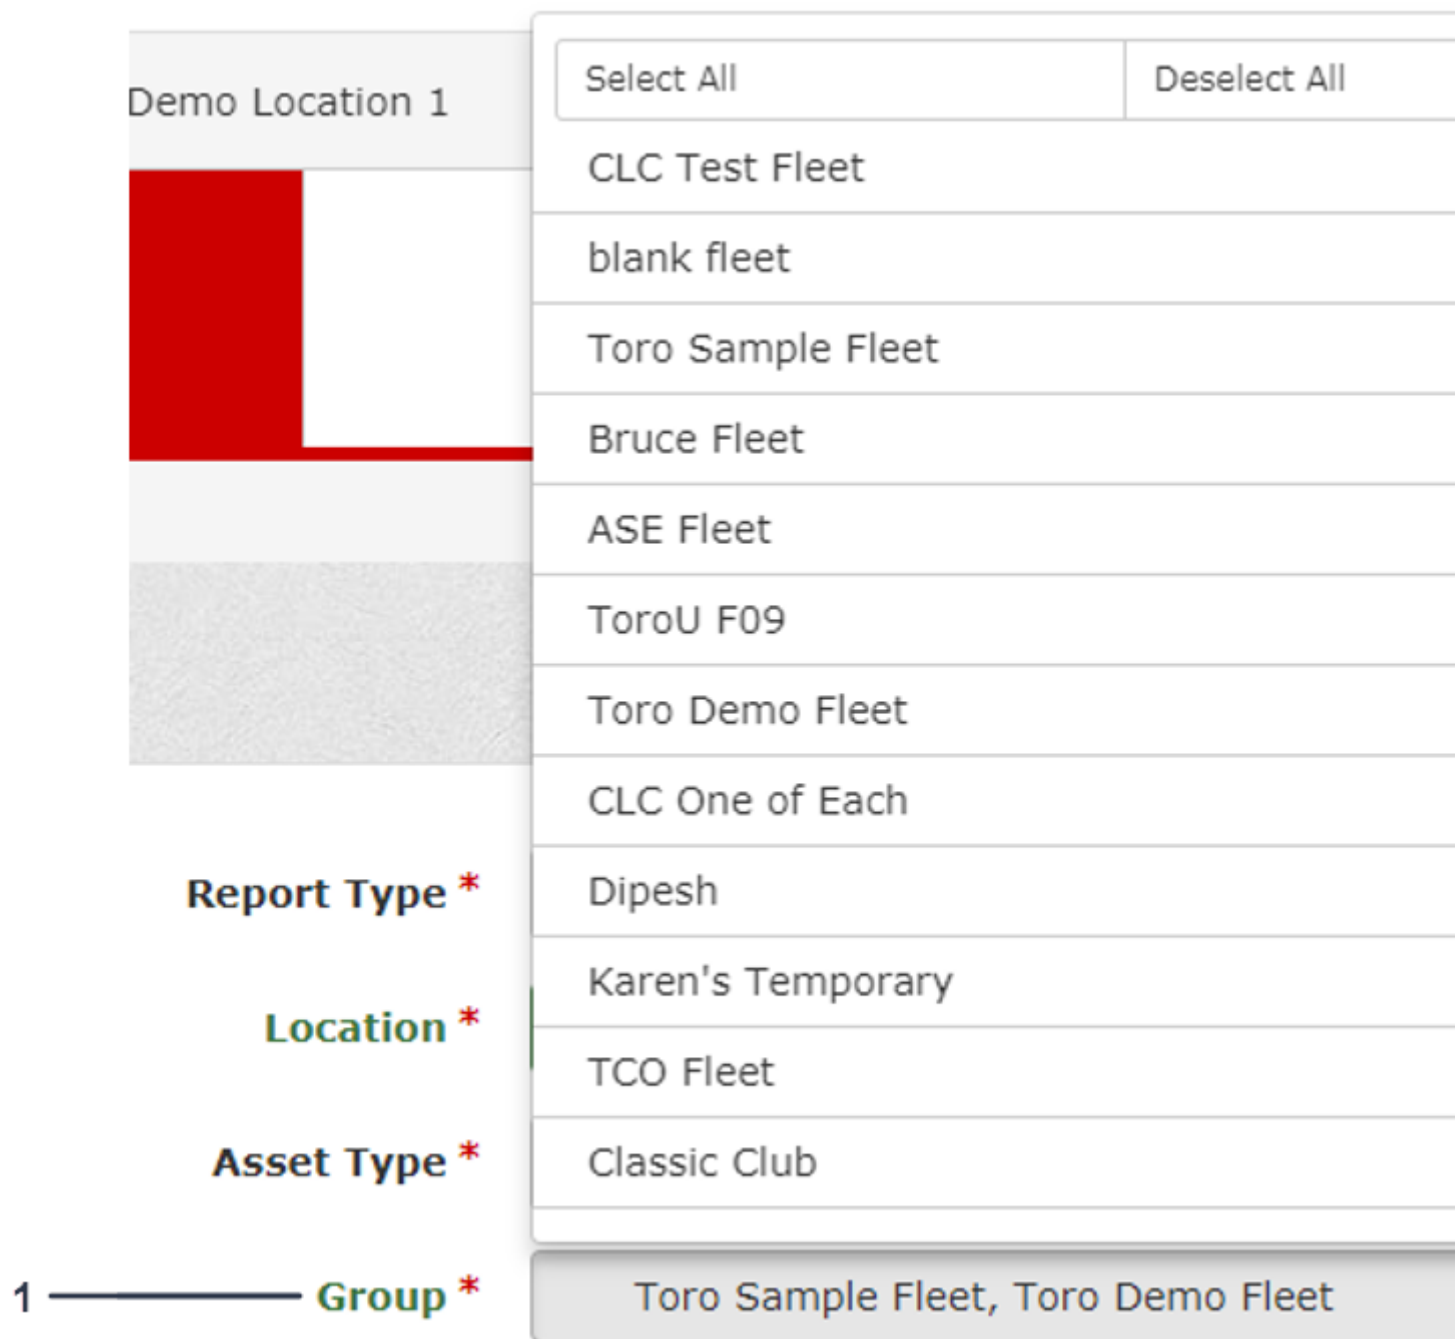 Demo Location 1
Select All
Deselect All
CLC Test Fleet
blank fleet
Toro Sample Fleet
Bruce Fleet
ASE Fleet
ToroU F09
Toro Demo Fleet
CLC One of Each
Dipesh
Karen's Temporary
TCO Fleet
Classic Club
Report Type *
Location *
Asset Type *
1 Group * Toro Sample Fleet, Toro Demo Fleet